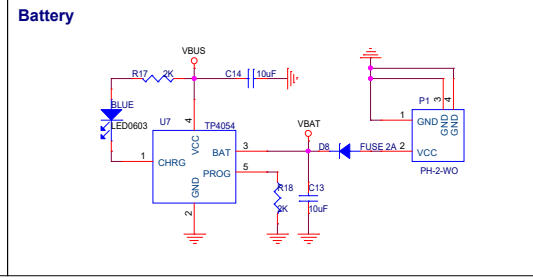 Battery
VBUS
R17 2K
C14 10uF
BLUE
LED0603
U7 TP4054
1 CHRG
4 VCC
BAT 3
PROG 5
GND 2
R18
2K
VBAT
C13
10uF
D8 FUSE 2A
P1
3 4
1 GND GND GND
2 VCC
PH-2-WO